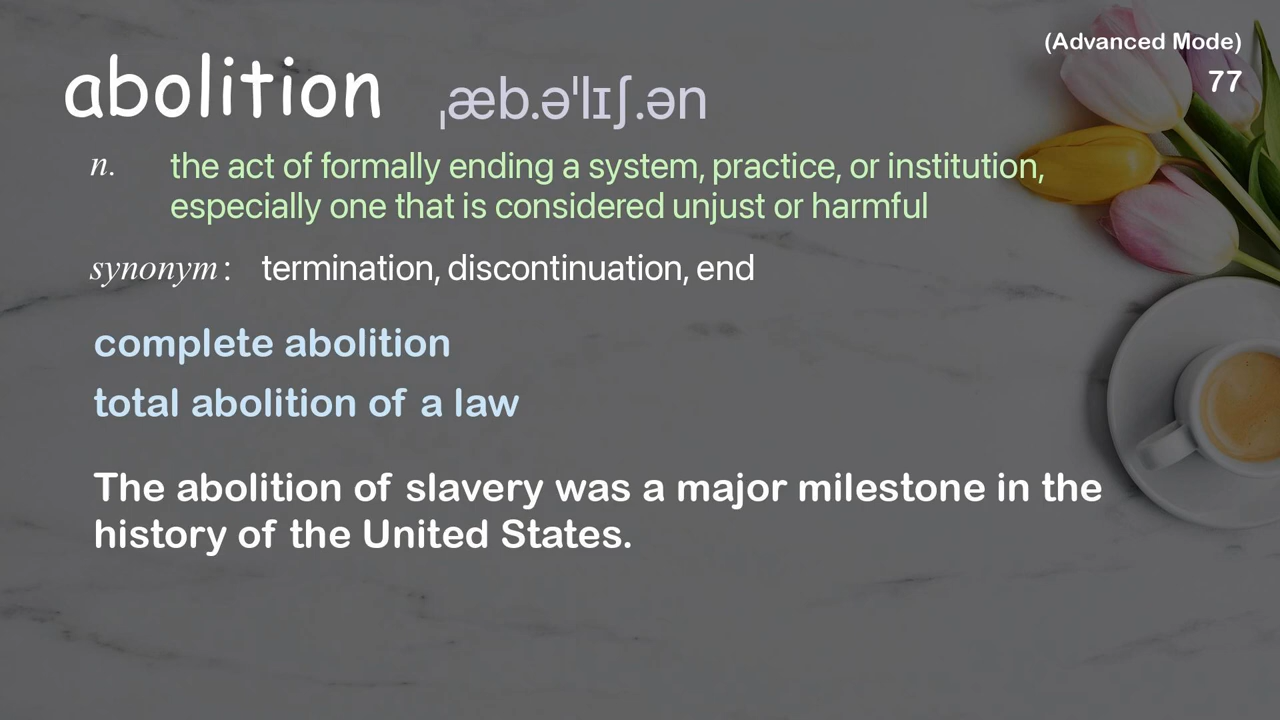 (Advanced Mode)
77
abolition ˌæb.əˈlɪʃ.ən
n. the act of formally ending a system, practice, or institution,
especially one that is considered unjust or harmful
synonym: termination, discontinuation, end
complete abolition
total abolition of a law
The abolition of slavery was a major milestone in the
history of the United States.